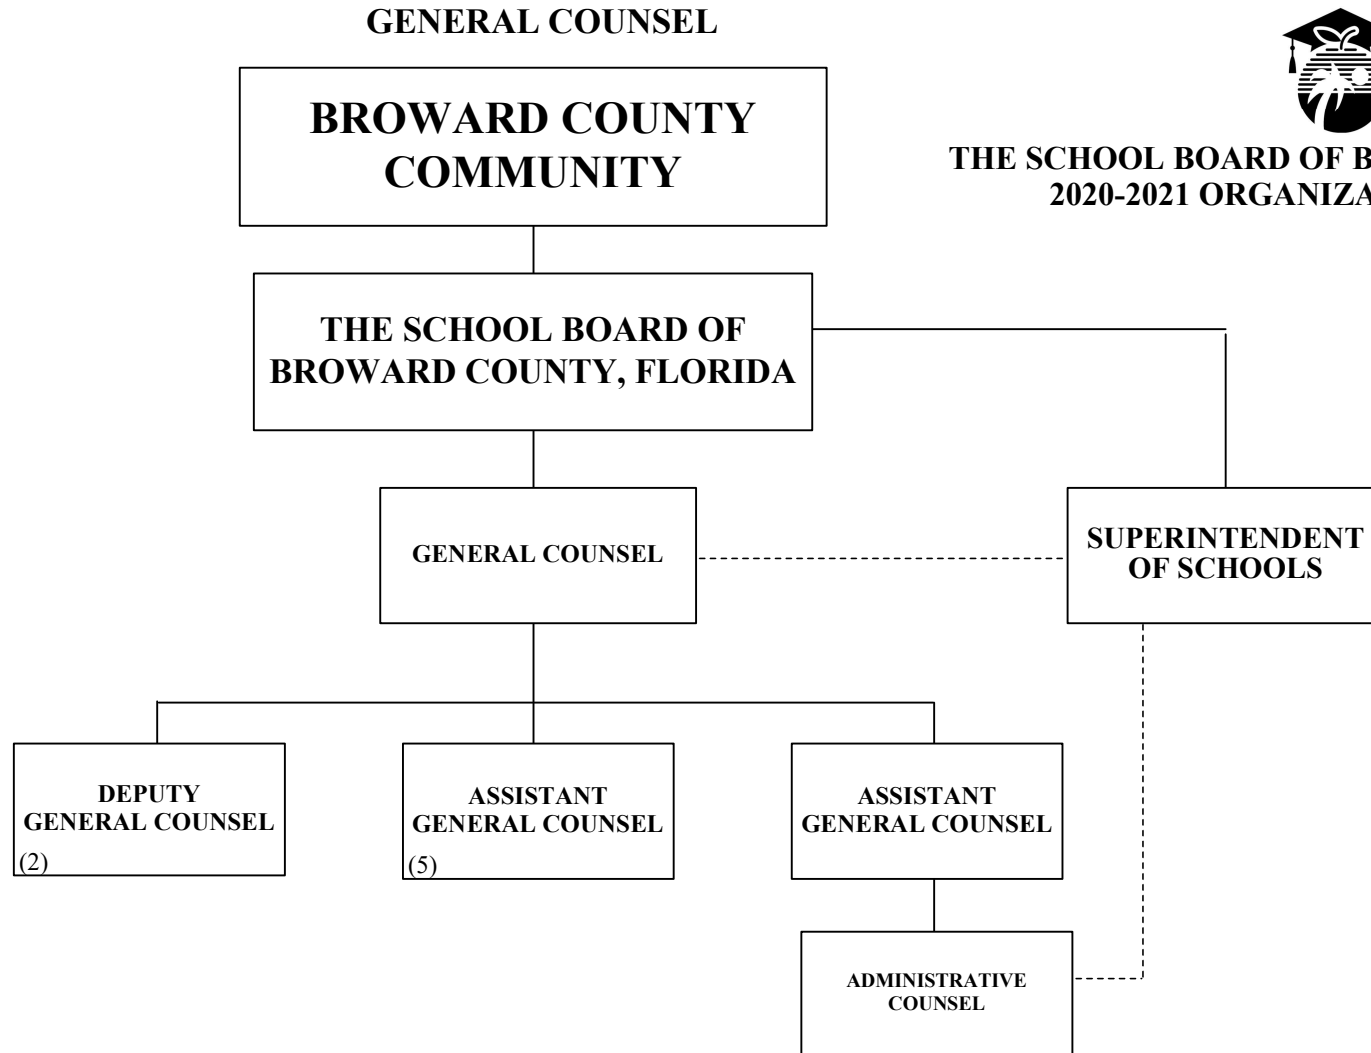 GENERAL COUNSEL
BROWARD COUNTY
COMMUNITY
THE SCHOOL BOARD OF B
2020-2021 ORGANIZA
THE SCHOOL BOARD OF
BROWARD COUNTY, FLORIDA
GENERAL COUNSEL
SUPERINTENDENT
OF SCHOOLS
DEPUTY
GENERAL COUNSEL
(2)
ASSISTANT
GENERAL COUNSEL
(5)
ASSISTANT
GENERAL COUNSEL
ADMINISTRATIVE
COUNSEL